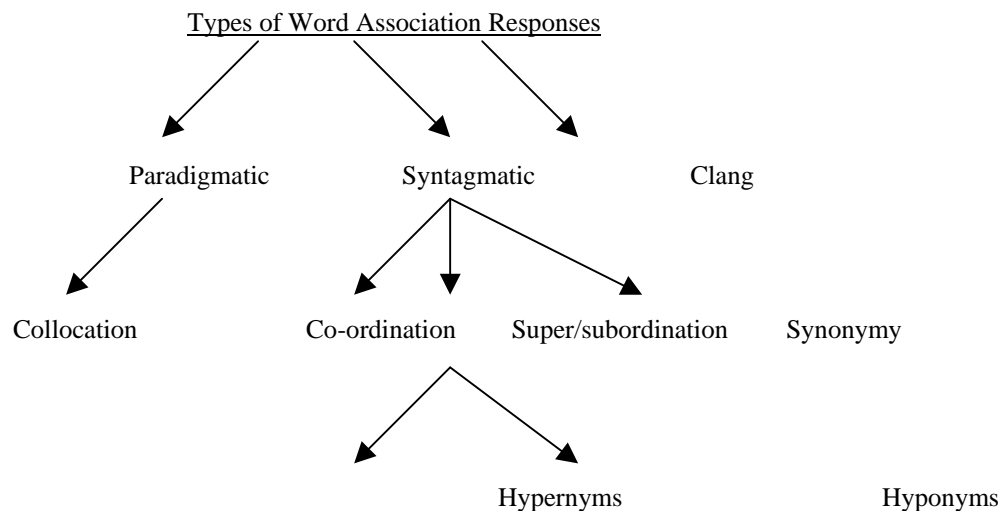 Types of Word Association Responses
Paradigmatic Syntagmatic Clang
Collocation Co-ordination Super/subordination Synonymy
Hypernyms Hyponyms